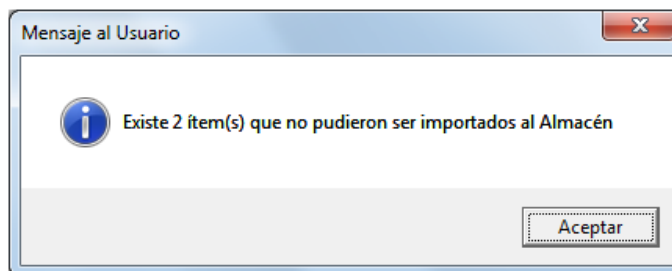 Mensaje al Usuario
Existe 2 ítem(s) que no pudieron ser importados al Almacén
Aceptar